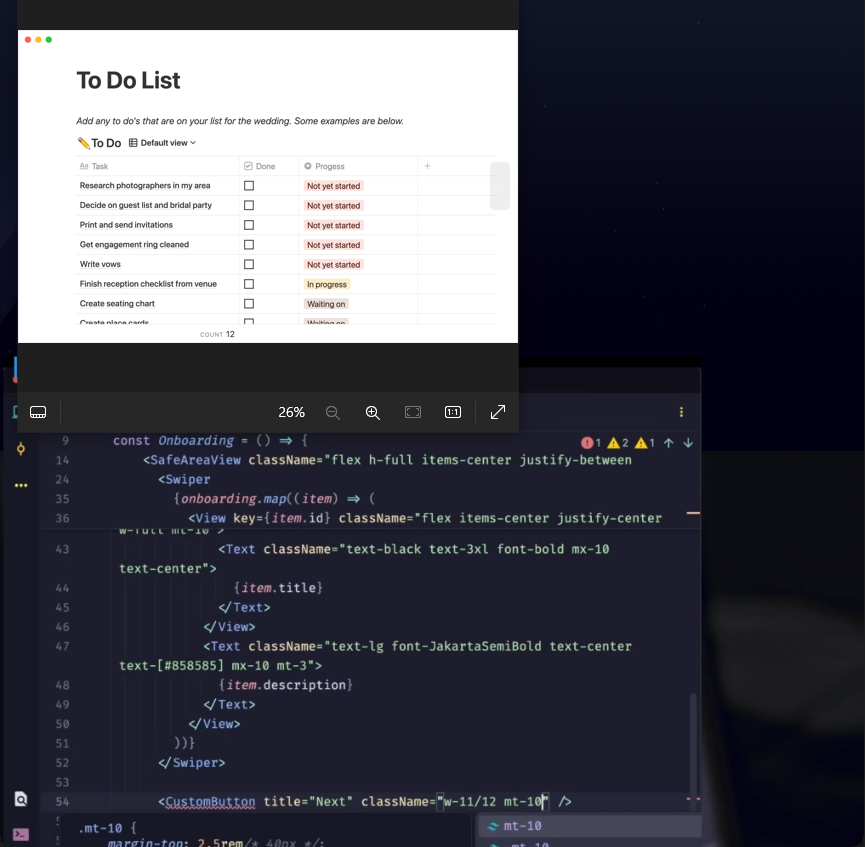 To Do List
Add any to do's that are on your list for the wedding. Some examples are below.
✏️To Do Default view
Task Done Progess +
Research photographers in my area Not yet started
Decide on guest list and bridal party Not yet started
Print and send invitations Not yet started
Get engagement ring cleaned Not yet started
Write vows Not yet started
Finish reception checklist from venue In progress
Create seating chart Waiting on
Create place cards Waiting on
COUNT 12
26% 1:1
9 const Onboarding = () => {
1 2 1
14 <SafeAreaView className="flex h-full items-center justify-between
24 <Swiper
35 {onboarding.map((item) => (
36 <View key={item.id} className="flex items-center justify-center
w-full mt-10">
43 <Text className="text-black text-3xl font-bold mx-10
text-center">
44 {item.title}
45 </Text>
46 </View>
47 <Text className="text-lg font-JakartaSemiBold text-center
text-[#858585] mx-10 mt-3">
48 {item.description}
49 </Text>
50 </View>
51 ))}
52 </Swiper>
53
54 <CustomButton title="Next" className="w-11/12 mt-10" />
.mt-10 {
mt-10
margin-top: 2.5rem/* 40px */;